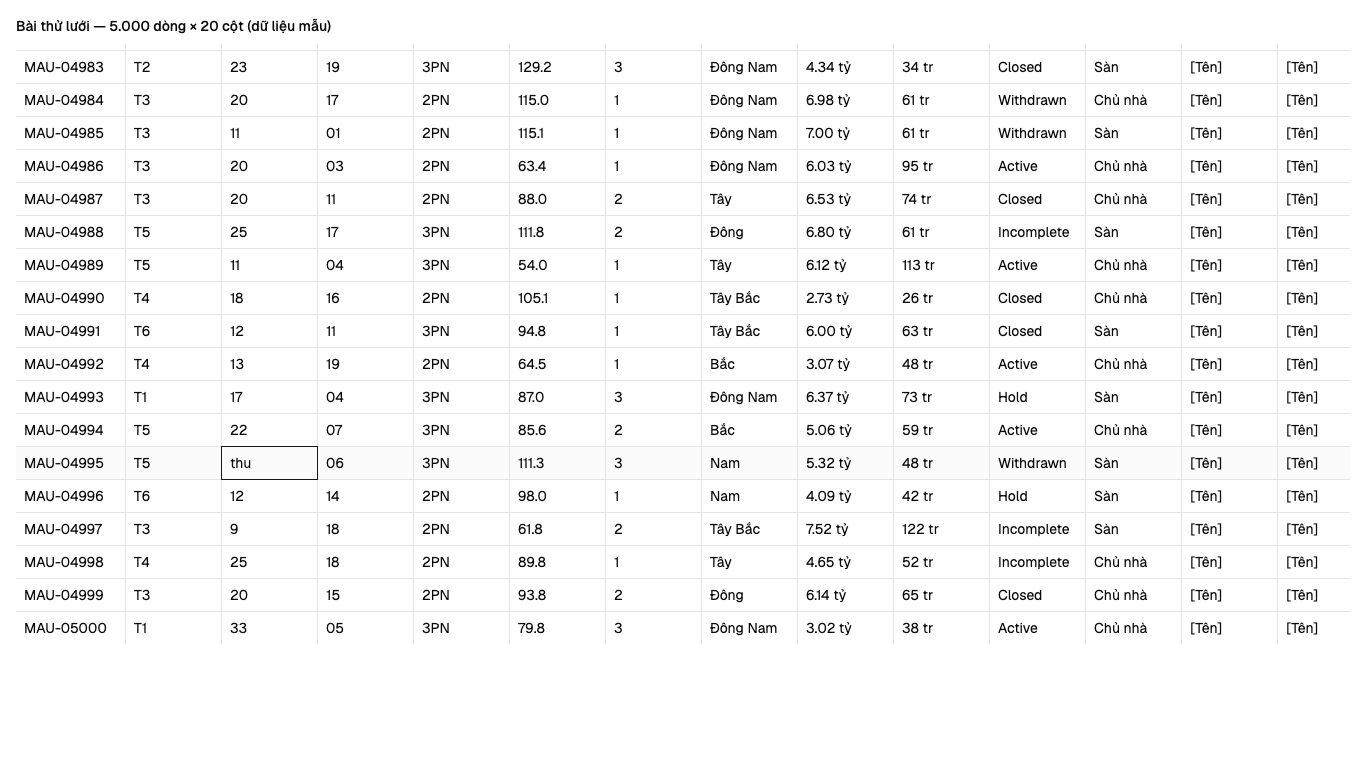 Bài thử lưới — 5.000 dòng × 20 cột (dữ liệu mẫu)
MAU-04983 T2 23 19 3PN 129.2 3 Đông Nam 4.34 tỷ 34 tr Closed Sàn [Tên] [Tên]
MAU-04984 T3 20 17 2PN 115.0 1 Đông Nam 6.98 tỷ 61 tr Withdrawn Chủ nhà [Tên] [Tên]
MAU-04985 T3 11 01 2PN 115.1 1 Đông Nam 7.00 tỷ 61 tr Withdrawn Sàn [Tên] [Tên]
MAU-04986 T3 20 03 2PN 63.4 1 Đông Nam 6.03 tỷ 95 tr Active Chủ nhà [Tên] [Tên]
MAU-04987 T3 20 11 2PN 88.0 2 Tây 6.53 tỷ 74 tr Closed Chủ nhà [Tên] [Tên]
MAU-04988 T5 25 17 3PN 111.8 2 Đông 6.80 tỷ 61 tr Incomplete Sàn [Tên] [Tên]
MAU-04989 T5 11 04 3PN 54.0 1 Tây 6.12 tỷ 113 tr Active Chủ nhà [Tên] [Tên]
MAU-04990 T4 18 16 2PN 105.1 1 Tây Bắc 2.73 tỷ 26 tr Closed Chủ nhà [Tên] [Tên]
MAU-04991 T6 12 11 3PN 94.8 1 Tây Bắc 6.00 tỷ 63 tr Closed Sàn [Tên] [Tên]
MAU-04992 T4 13 19 2PN 64.5 1 Bắc 3.07 tỷ 48 tr Active Chủ nhà [Tên] [Tên]
MAU-04993 T1 17 04 3PN 87.0 3 Đông Nam 6.37 tỷ 73 tr Hold Sàn [Tên] [Tên]
MAU-04994 T5 22 07 3PN 85.6 2 Bắc 5.06 tỷ 59 tr Active Chủ nhà [Tên] [Tên]
MAU-04995 T5 thu 06 3PN 111.3 3 Nam 5.32 tỷ 48 tr Withdrawn Sàn [Tên] [Tên]
MAU-04996 T6 12 14 2PN 98.0 1 Nam 4.09 tỷ 42 tr Hold Sàn [Tên] [Tên]
MAU-04997 T3 9 18 2PN 61.8 2 Tây Bắc 7.52 tỷ 122 tr Incomplete Sàn [Tên] [Tên]
MAU-04998 T4 25 18 2PN 89.8 1 Tây 4.65 tỷ 52 tr Incomplete Chủ nhà [Tên] [Tên]
MAU-04999 T3 20 15 2PN 93.8 2 Đông 6.14 tỷ 65 tr Closed Chủ nhà [Tên] [Tên]
MAU-05000 T1 33 05 3PN 79.8 3 Đông Nam 3.02 tỷ 38 tr Active Chủ nhà [Tên] [Tên]